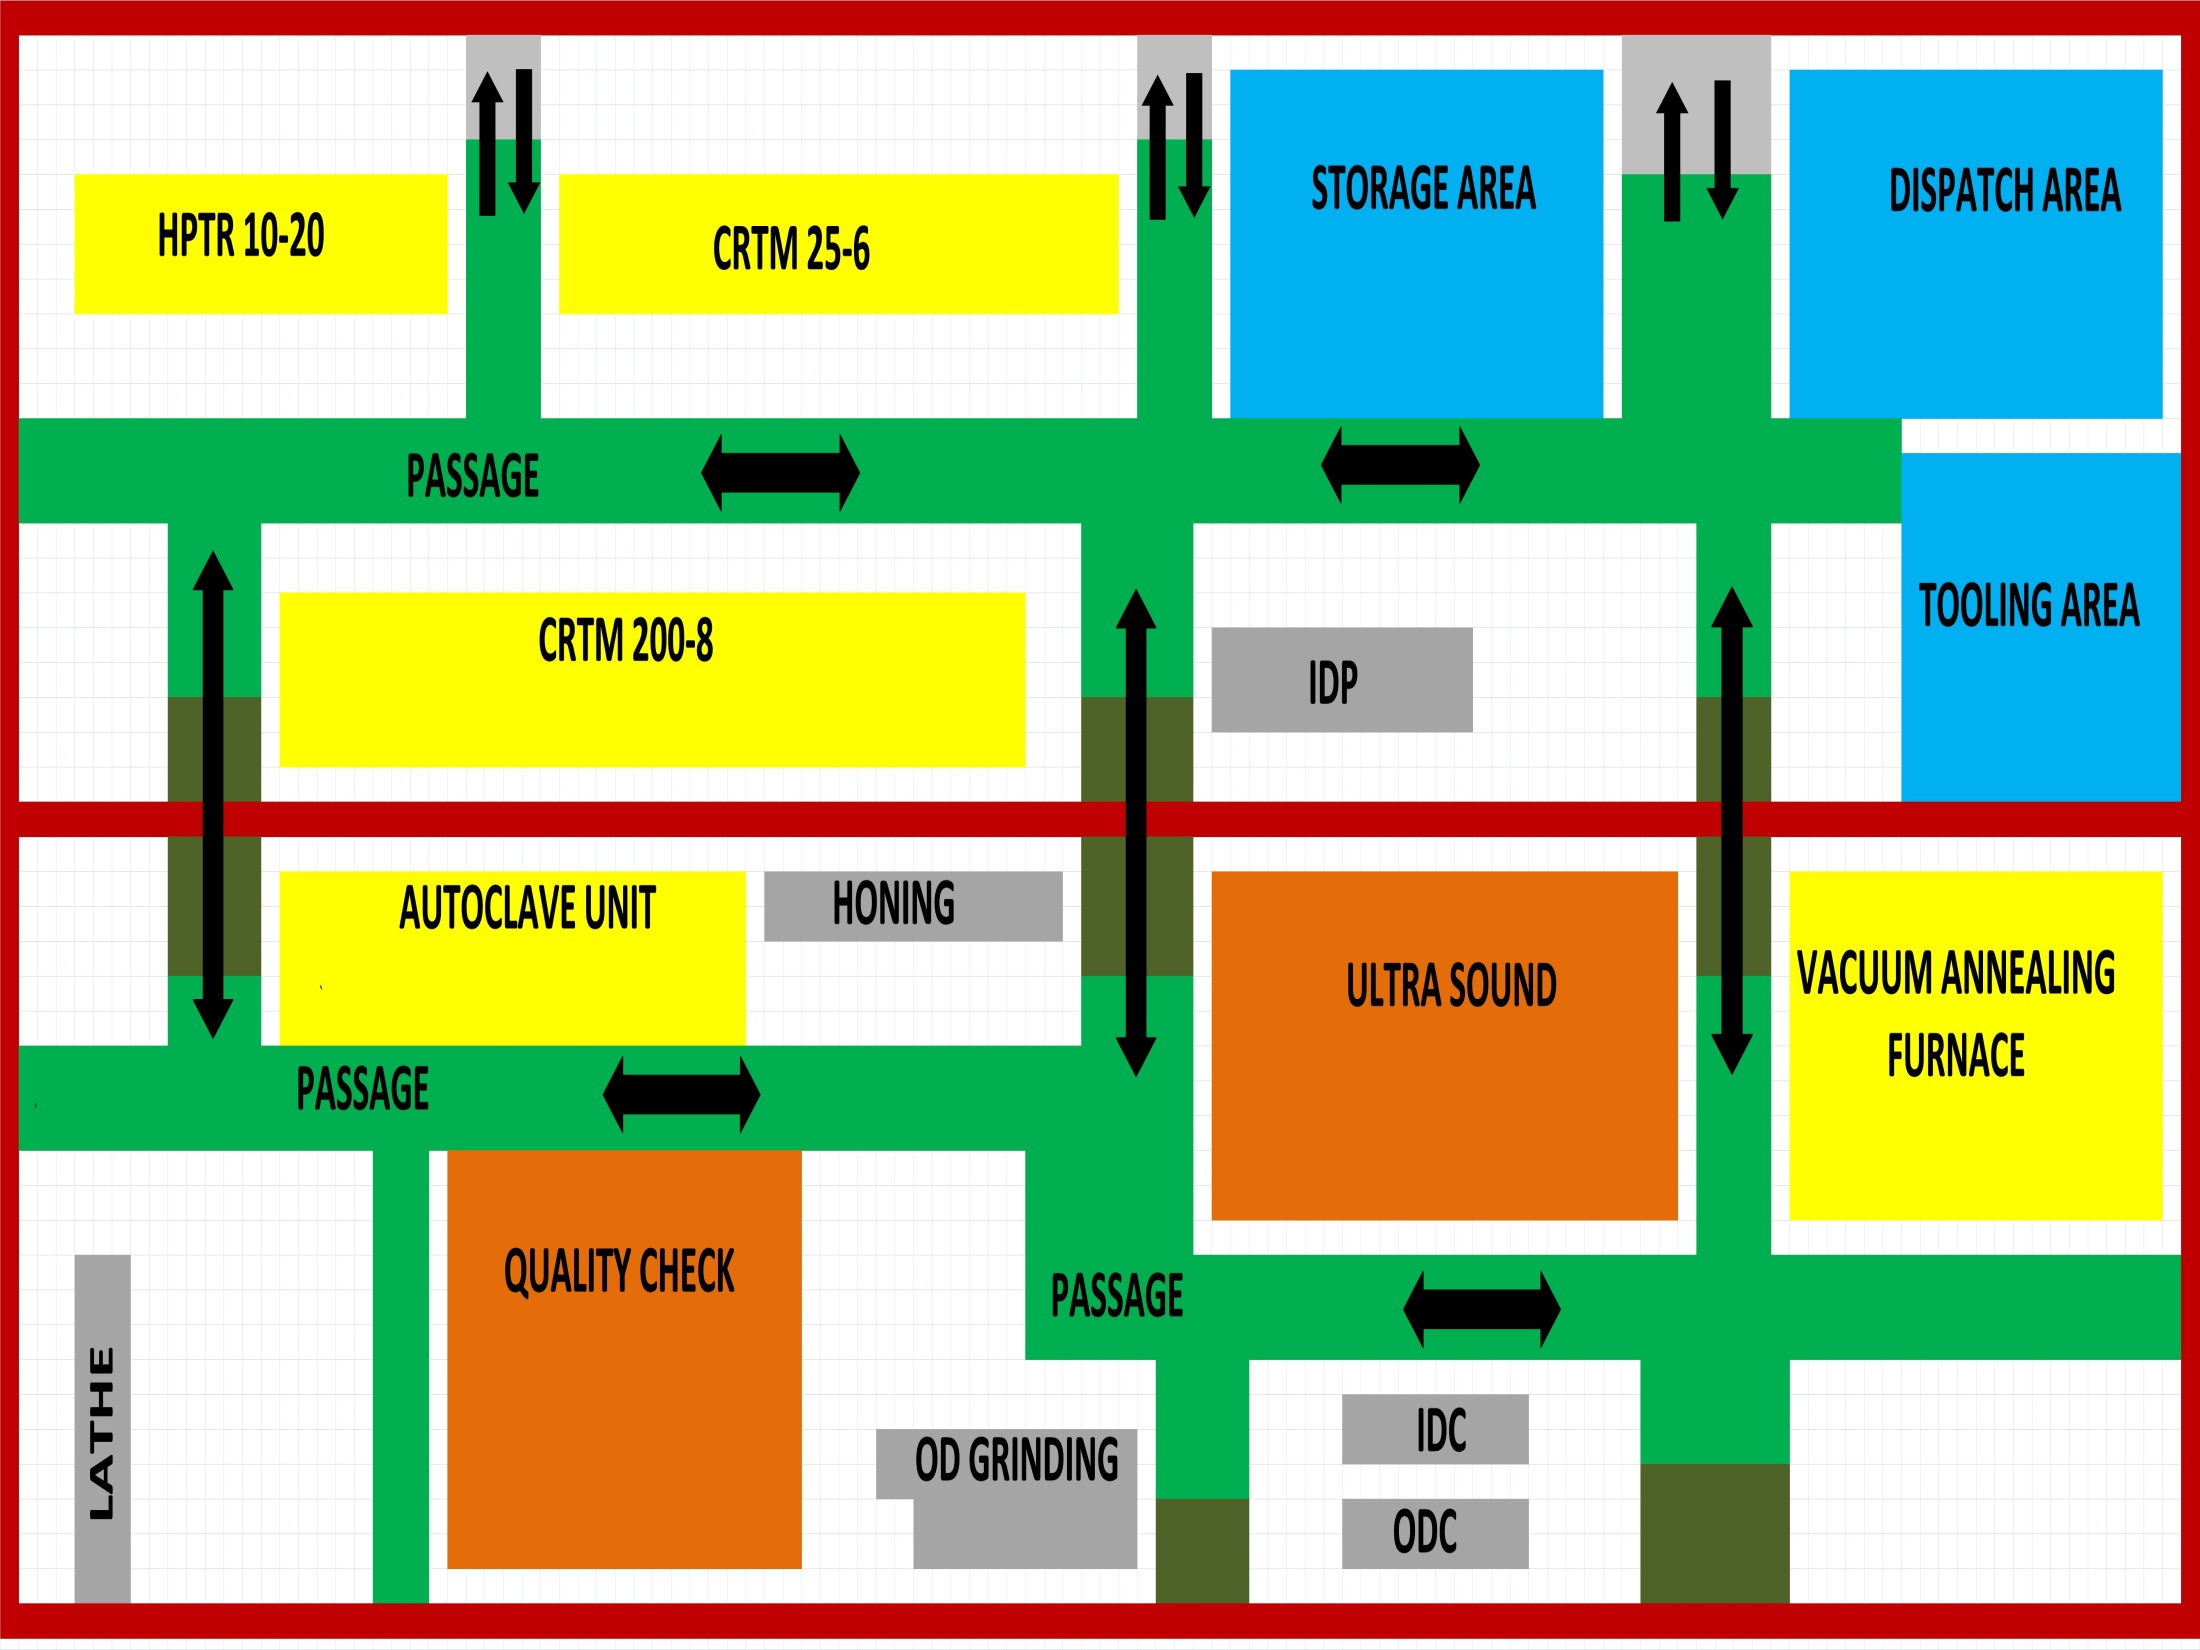 HPTR 10-20
CRTM 25-6
STORAGE AREA
DISPATCH AREA
PASSAGE
CRTM 200-8
IDP
TOOLING AREA
AUTOCLAVE UNIT
HONING
ULTRA SOUND
VACUUM ANNEALING
FURNACE
PASSAGE
QUALITY CHECK
PASSAGE
LATHE
OD GRINDING
IDC
ODC